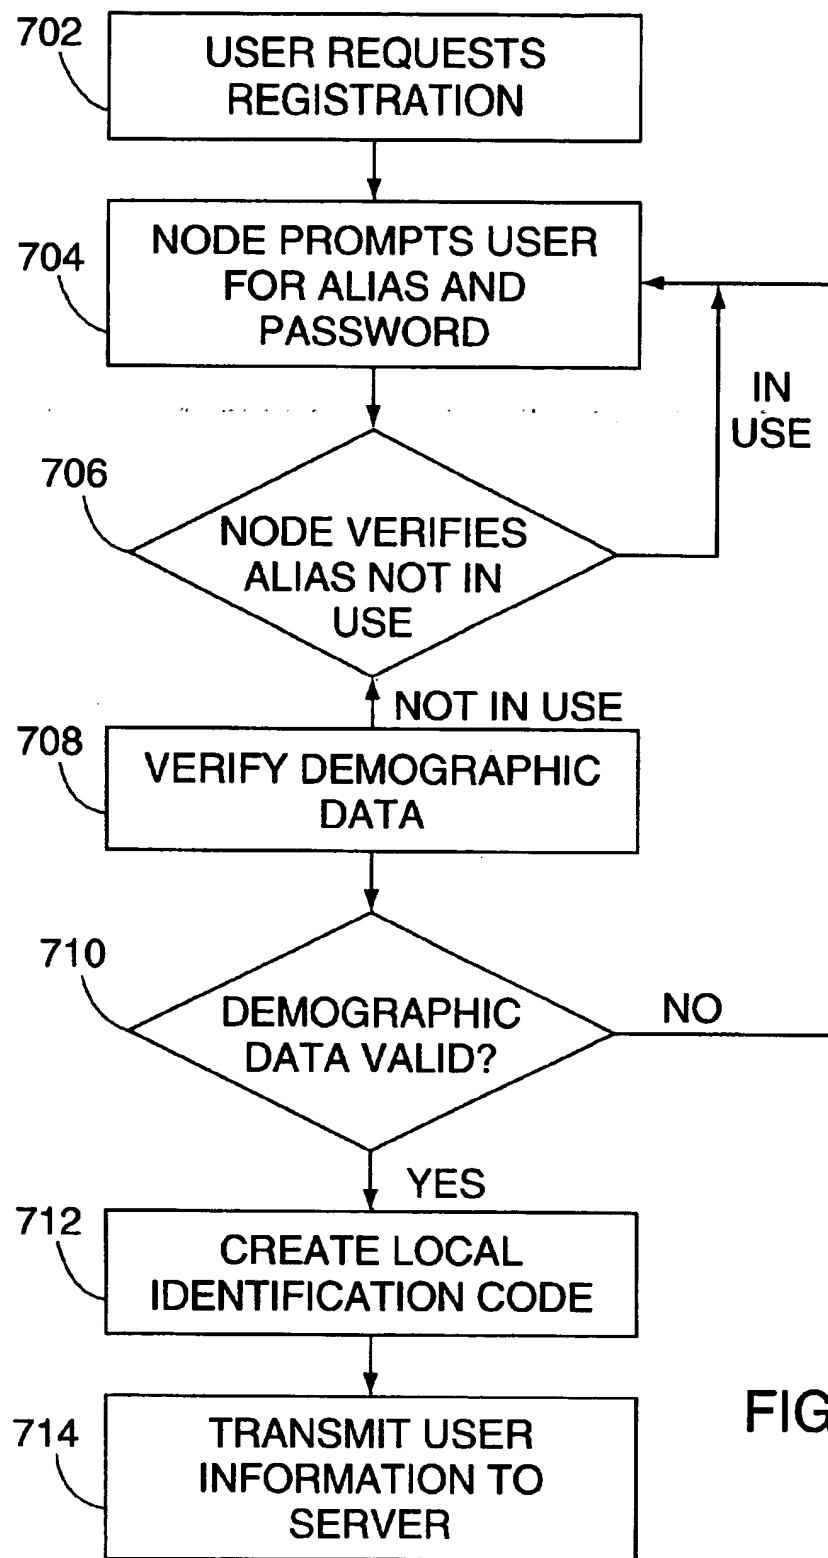 702
USER REQUESTS
REGISTRATION
704
NODE PROMPTS USER
FOR ALIAS AND
PASSWORD
IN
USE
706
NODE VERIFIES
ALIAS NOT IN
USE
NOT IN USE
708
VERIFY DEMOGRAPHIC
DATA
710
DEMOGRAPHIC
DATA VALID?
NO
YES
712
CREATE LOCAL
IDENTIFICATION CODE
714
TRANSMIT USER
INFORMATION TO
SERVER
FIG